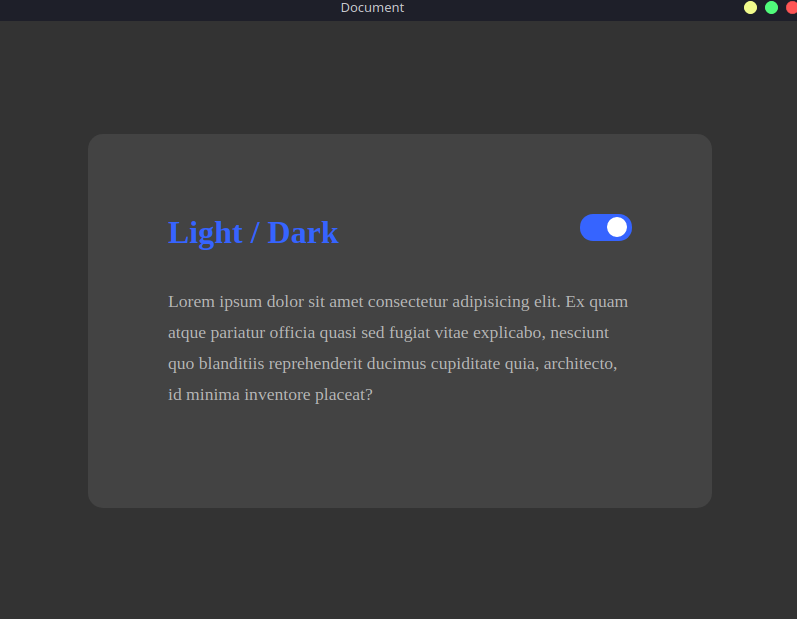 Document
Light / Dark
Lorem ipsum dolor sit amet consectetur adipisicing elit. Ex quam
atque pariatur officia quasi sed fugiat vitae explicabo, nesciunt
quo blanditiis reprehenderit ducimus cupiditate quia, architecto,
id minima inventore placeat?